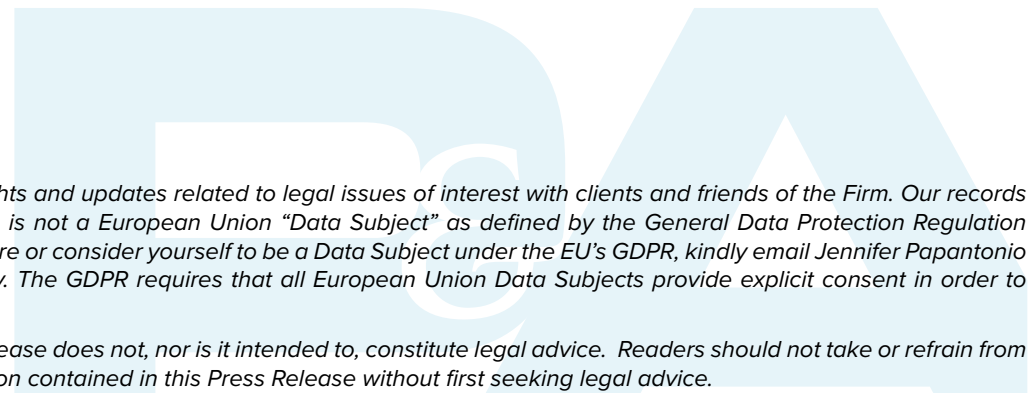 and updates related to legal issues of interest with clients and friends of the Firm. Our records
is not a European Union “Data Subject” as defined by the General Data Protection Regulation
or consider yourself to be a Data Subject under the EU’s GDPR, kindly email Jennifer Papantonio
The GDPR requires that all European Union Data Subjects provide explicit consent in order to
does not, nor is it intended to, constitute legal advice. Readers should not take or refrain from
contained in this Press Release without first seeking legal advice.